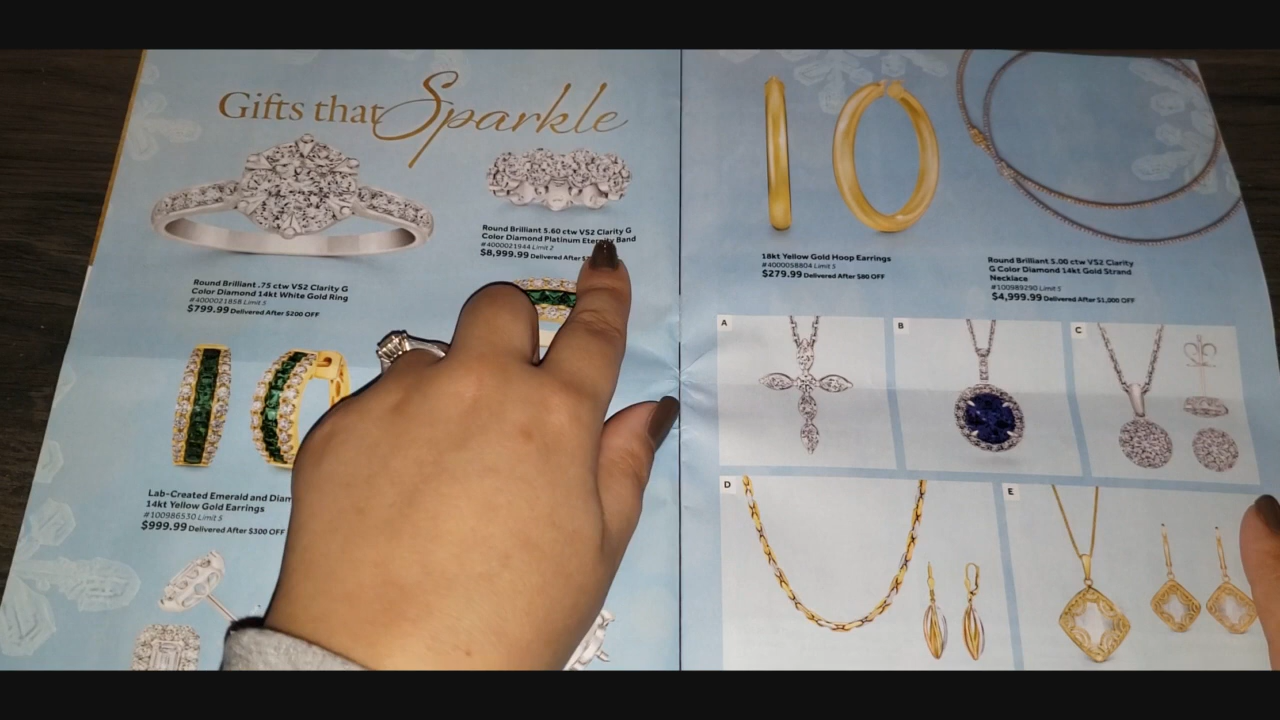 Gifts that Sparkle
Round Brilliant 5.60 ctw VS2 Clarity G
Color Diamond Platinum Eternity Band
#4000021944 Limit 2
$8,999.99 Delivered After
Round Brilliant .75 ctw VS2 Clarity G
Color Diamond 14kt White Gold Ring
#4000021858 Limit 5
$799.99 Delivered After $200 OFF
Lab-Created Emerald and Diam
14kt Yellow Gold Earrings
#100986530 Limit 5
$999.99 Delivered After $300 OFF
18kt Yellow Gold Hoop Earrings
#4000058804 Limit 5
$279.99 Delivered After $80 OFF
Round Brilliant 5.00 ctw VS2 Clarity
G Color Diamond 14kt Gold Strand
Necklace
#100989290 Limit 5
$4,999.99 Delivered After $1,000 OFF
A
B
C
D
E